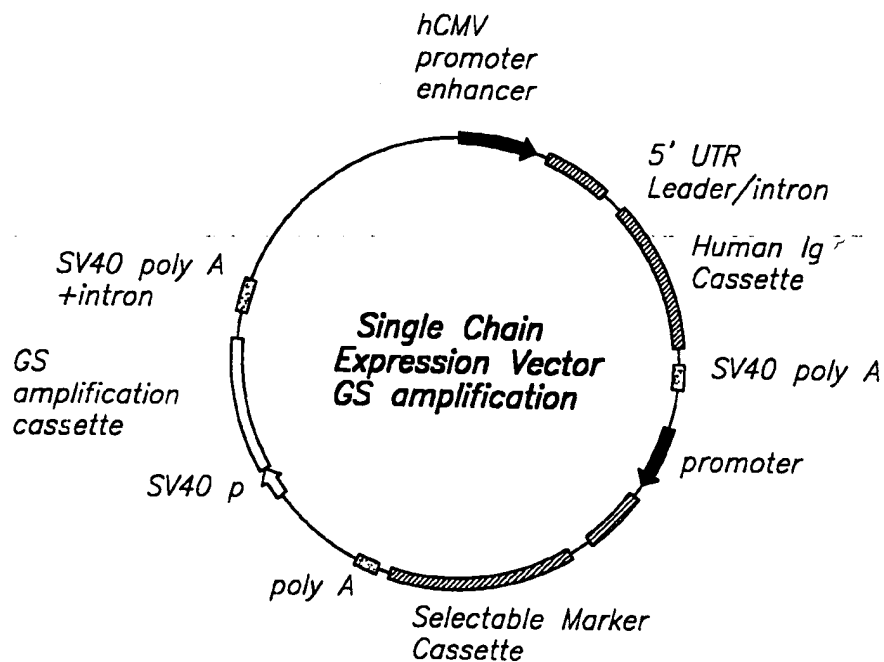 hCMV
promoter
enhancer
5' UTR
Leader/intron
Human Ig
Cassette
SV40 poly A
promoter
Selectable Marker
Cassette
poly A
SV40 p
GS
amplification
cassette
SV40 poly A
+intron
Single Chain
Expression Vector
GS amplification